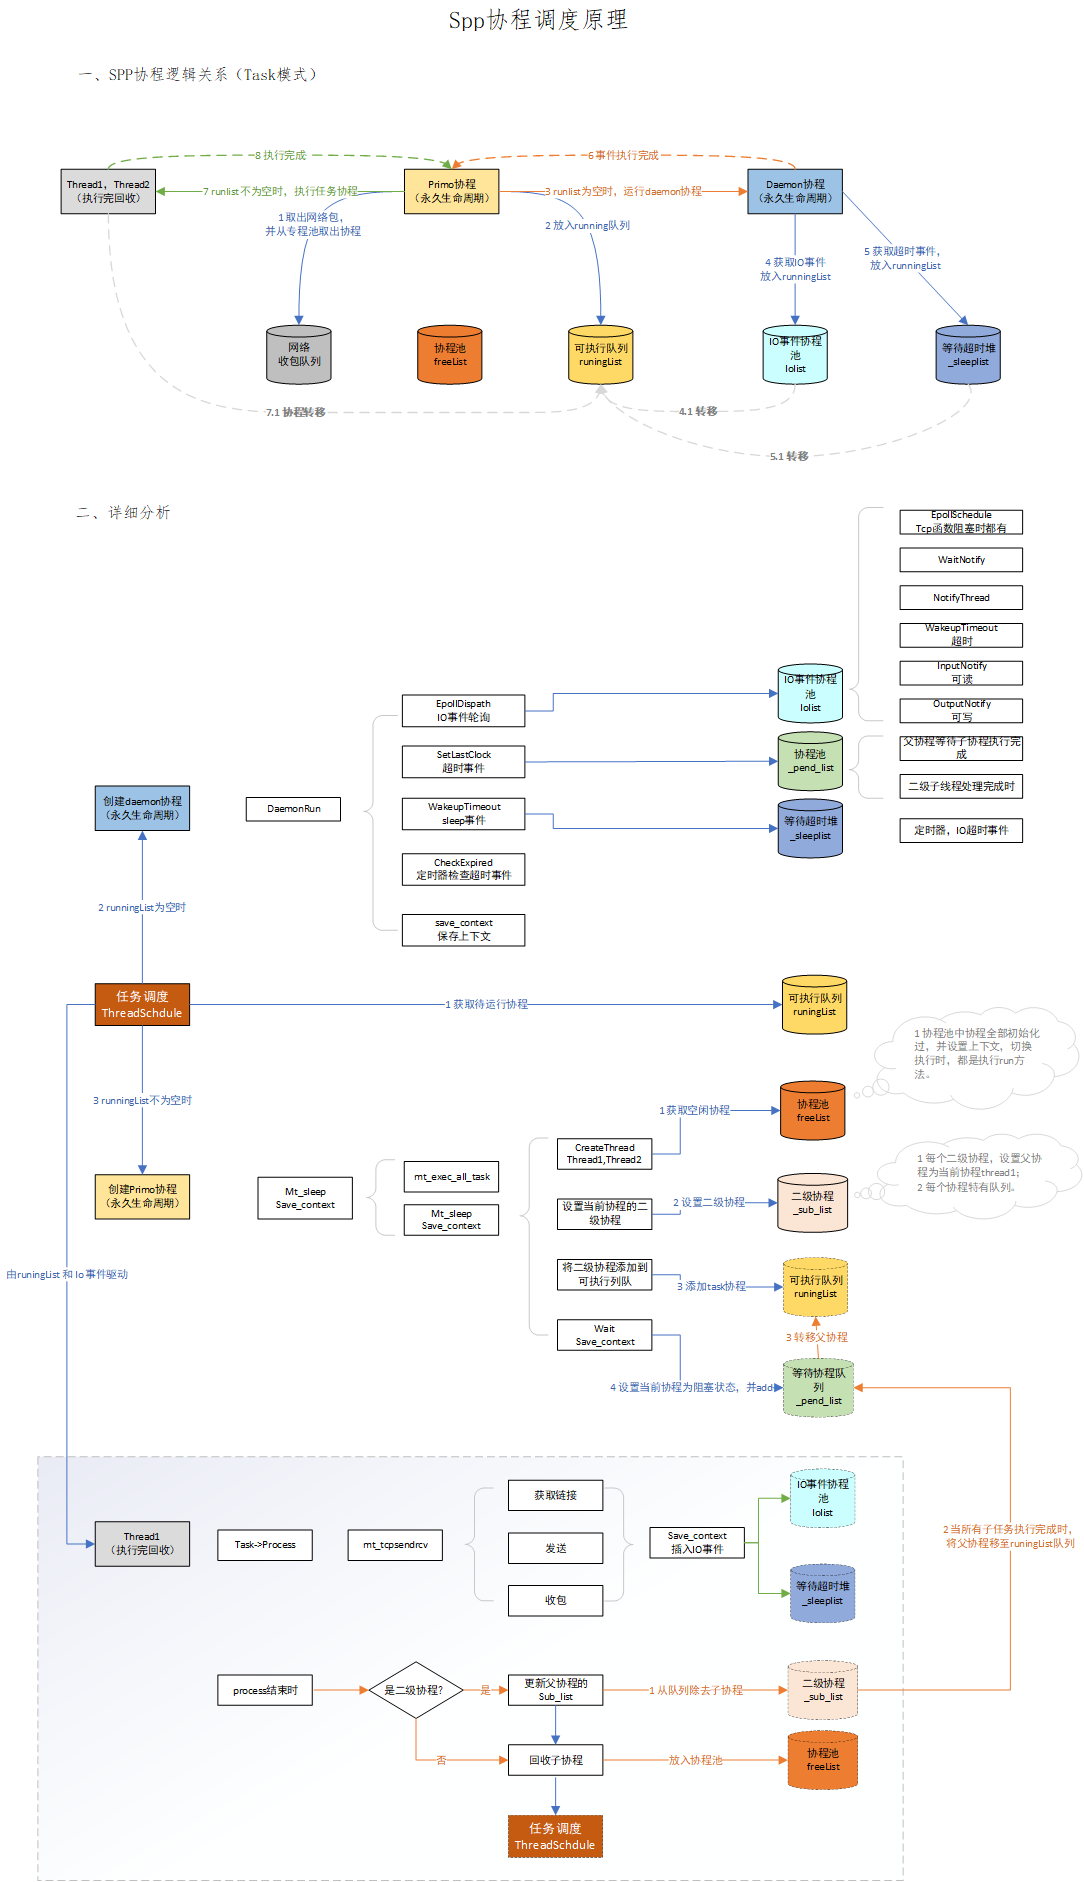 Spp协程调度原理
一、SPP协程逻辑关系（Task模式）
8 执行完成
6 事件执行完成
Thread1，Thread2
（执行完回收）
7 runlist 不为空时，执行任务协程
Primo协程
（永久生命周期）
3 runlist为空时，运行daemon协程
Daemon协程
（永久生命周期）
1 取出网络包，
并从专程池取出协程
2 放入running队列
4 获取IO事件
放入runningList
5 获取超时事件，
放入runningList
网络
收包队列
协程池
freeList
可执行队列
runingList
IO事件协程
池
Iolist
等待超时堆
_sleeplist
7.1 协程转移
4.1 转移
5.1 转移
二、详细分析
EpollSchedule
Tcp函数阻塞时都有
WaitNotify
NotifyThread
WakeupTimeout
超时
InputNotify
可读
OutputNotify
可写
EpollDispath
IO事件轮询
IO事件协程
池
Iolist
SetLastClock
超时事件
协程池
_pend_list
父协程等待子协程执行完
成
二级子线程处理完成时
创建daemon协程
（永久生命周期）
DaemonRun
WakeupTimeout
sleep事件
等待超时堆
_sleeplist
定时器，IO超时事件
CheckExpired
定时器检查超时事件
2 runningList为空时
save_context
保存上下文
任务调度
ThreadSchdule
1 获取待运行协程
可执行队列
runingList
1 协程池中协程全部初始化
过，并设置上下文，切换
执行时，都是执行run方
法。
3 runningList不为空时
1获取空闲协程
协程池
freeList
CreateThread
Thread1,Thread2
1 每个二级协程，设置父协
程为当前协程thread1；
2 每个协程特有队列。
创建Primo协程
（永久生命周期）
Mt_sleep
Save_context
mt_exec_all_task
Mt_sleep
Save_context
设置当前协程的二
级协程
2 设置二级协程
二级协程
_sub_list
由runingList 和 Io 事件驱动
将二级协程添加到
可执行列队
3 添加task协程
可执行队列
runingList
Wait
Save_context
3 转移父协程
4 设置当前协程为阻塞状态，并add
等待协程队
列
_pend_list
获取链接
IO事件协程
池
Iolist
Thread1
（执行完回收）
Task->Process
mt_tcpsendrcv
发送
Save_context
插入IO事件
2 当所有子任务执行完成时，
将父协程移至runingList队列
收包
等待超时堆
_sleeplist
process结束时
是二级协程？
是
更新父协程的
Sub_list
1 从队列除去子协程
二级协程
_sub_list
否
回收子协程
放入协程池
协程池
freeList
任务调度
ThreadSchdule